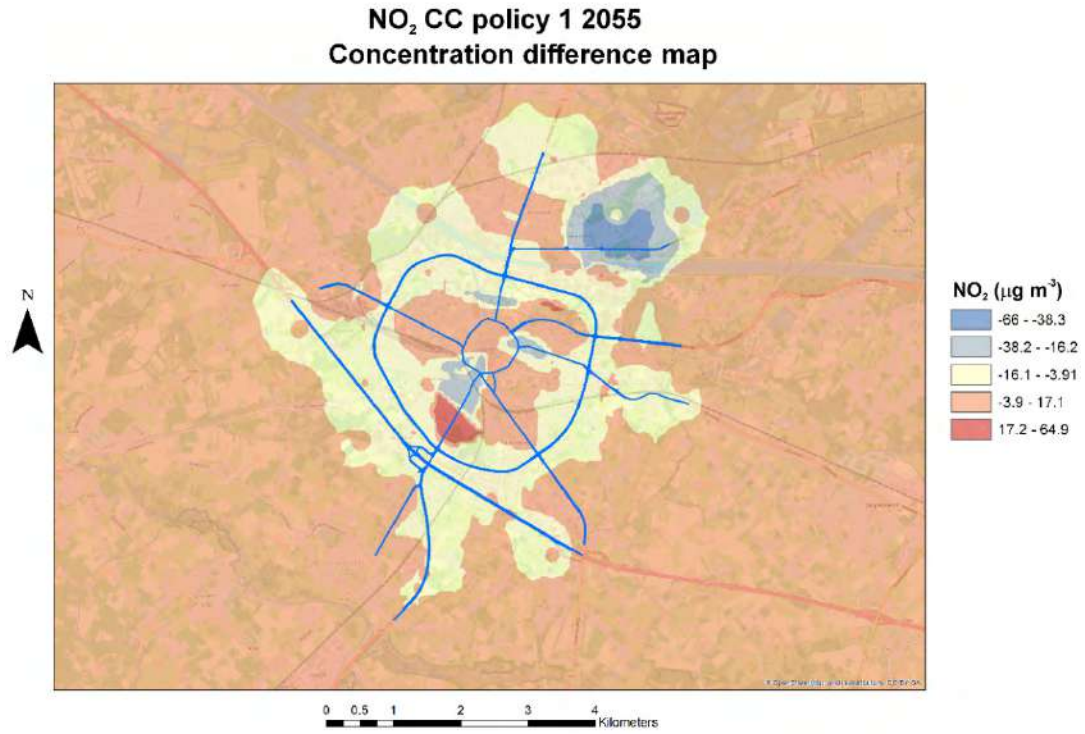 NO₂ CC policy 1 2055
Concentration difference map
N
NO₂ (µg m⁻³)
-66 - -38.3
-38.2 - -16.2
-16.1 - -3.91
-3.9 - 17.1
17.2 - 64.9
0 0.5 1 2 3 4
Kilometers